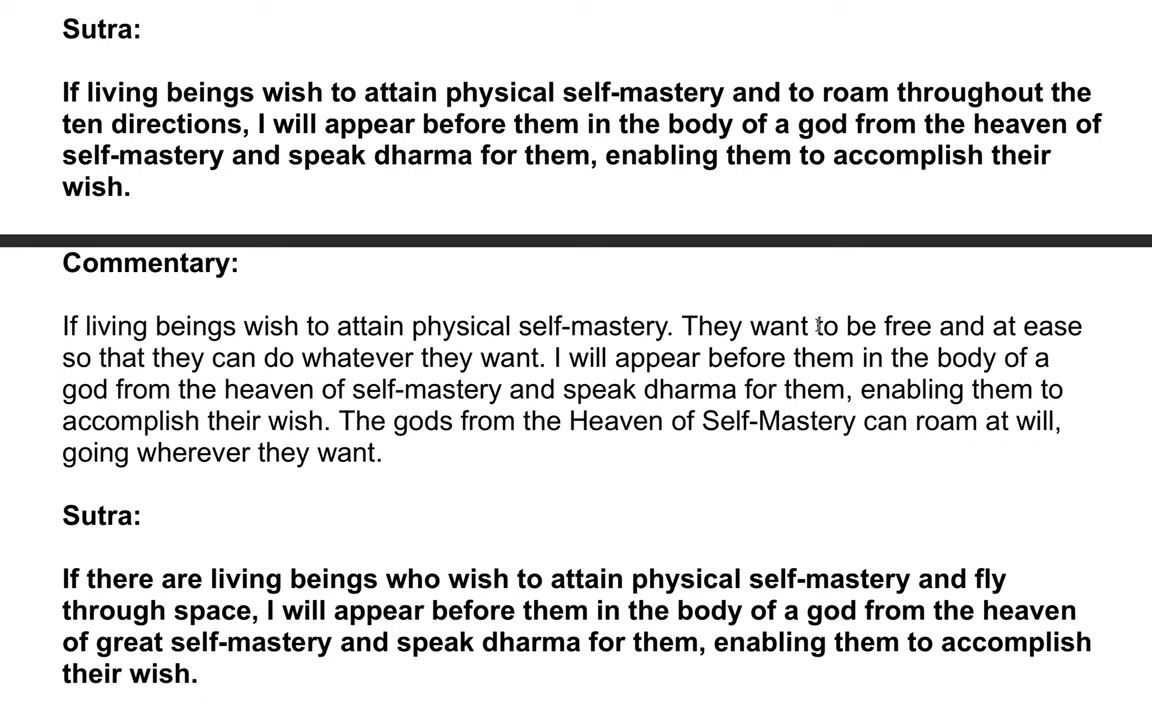 Sutra:
If living beings wish to attain physical self-mastery and to roam throughout the
ten directions, I will appear before them in the body of a god from the heaven of
self-mastery and speak dharma for them, enabling them to accomplish their
wish.
Commentary:
If living beings wish to attain physical self-mastery. They want to be free and at ease
so that they can do whatever they want. I will appear before them in the body of a
god from the heaven of self-mastery and speak dharma for them, enabling them to
accomplish their wish. The gods from the Heaven of Self-Mastery can roam at will,
going wherever they want.
Sutra:
If there are living beings who wish to attain physical self-mastery and fly
through space, I will appear before them in the body of a god from the heaven
of great self-mastery and speak dharma for them, enabling them to accomplish
their wish.